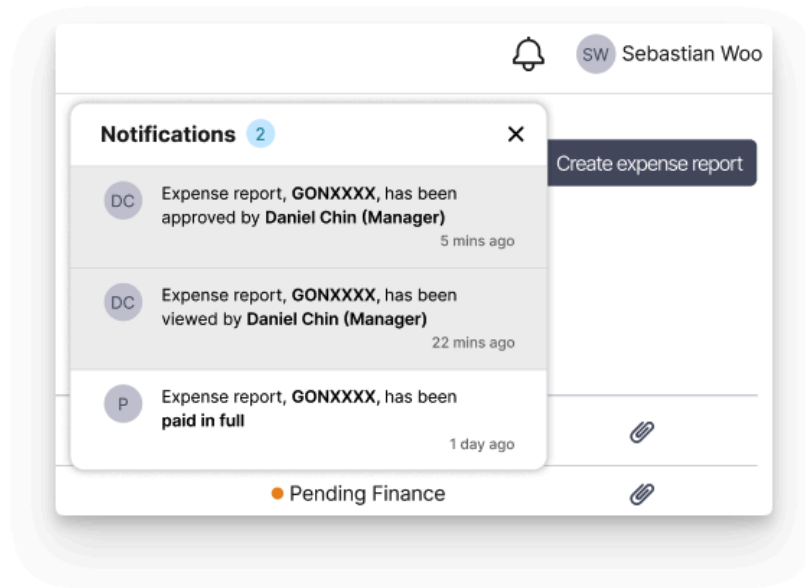 SW Sebastian Woo
Notifications 2
Create expense report
DC
Expense report, GONXXXX, has been
approved by Daniel Chin (Manager)
5 mins ago
DC
Expense report, GONXXXX, has been
viewed by Daniel Chin (Manager)
22 mins ago
P
Expense report, GONXXXX, has been
paid in full
1 day ago
Pending Finance